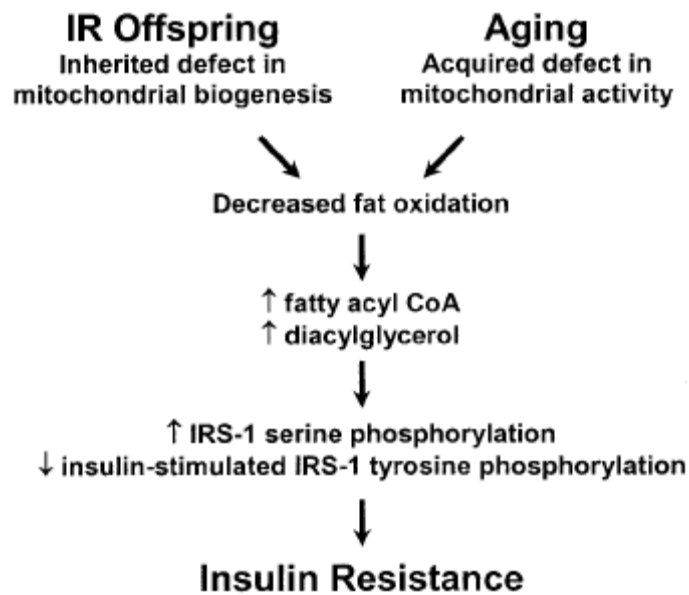 IR Offspring
Inherited defect in
mitochondrial biogenesis
Aging
Acquired defect in
mitochondrial activity
Decreased fat oxidation
↑ fatty acyl CoA
↑ diacylglycerol
↑ IRS-1 serine phosphorylation
↓ insulin-stimulated IRS-1 tyrosine phosphorylation
Insulin Resistance